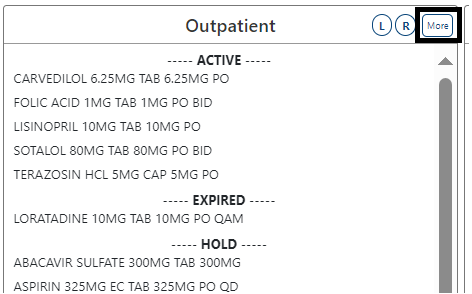 Outpatient L R More
----- ACTIVE -----
CARVEDILOL 6.25MG TAB 6.25MG PO
FOLIC ACID 1MG TAB 1MG PO BID
LISINOPRIL 10MG TAB 10MG PO
SOTALOL 80MG TAB 80MG PO BID
TERAZOSIN HCL 5MG CAP 5MG PO
----- EXPIRED -----
LORATADINE 10MG TAB 10MG PO QAM
----- HOLD -----
ABACAVIR SULFATE 300MG TAB 300MG
ASPIRIN 325MG EC TAB 325MG PO QD